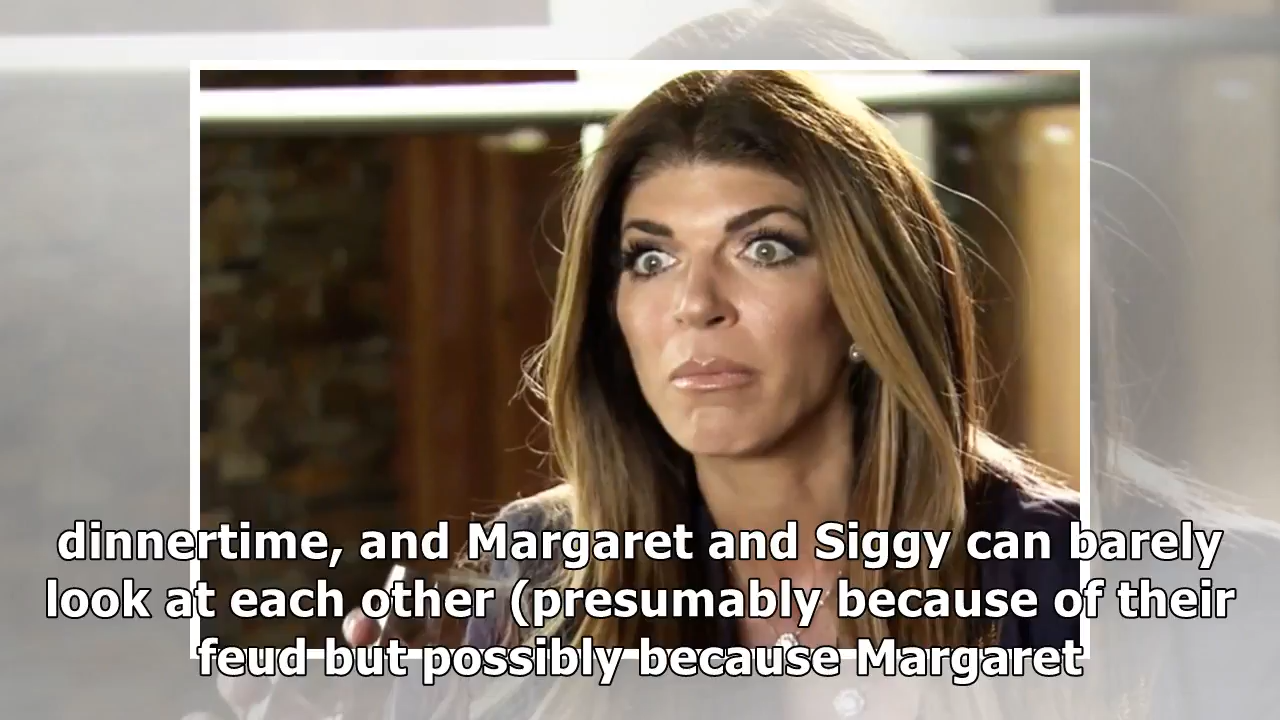 dinnertime, and Margaret and Siggy can barely
look at each other (presumably because of their
feud but possibly because Margaret